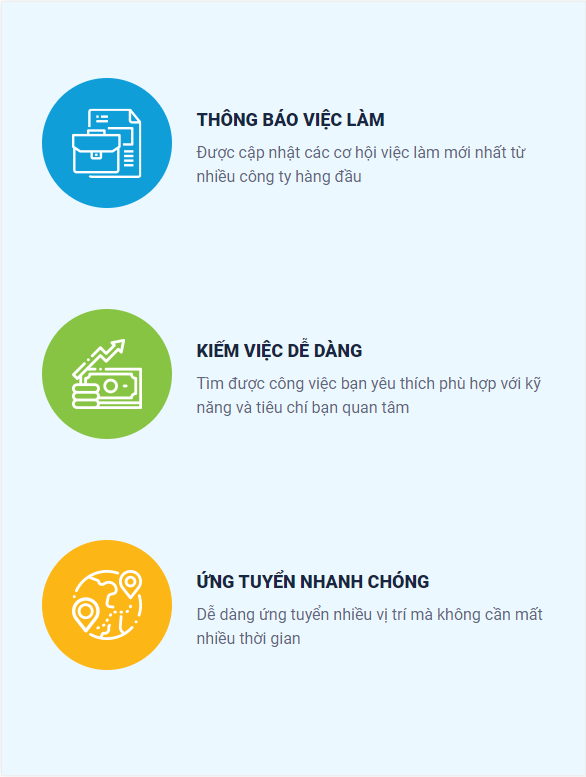 THÔNG BÁO VIỆC LÀM
Được cập nhật các cơ hội việc làm mới nhất từ
nhiều công ty hàng đầu
KIẾM VIỆC DỄ DÀNG
Tìm được công việc bạn yêu thích phù hợp với kỹ
năng và tiêu chí bạn quan tâm
ỨNG TUYỂN NHANH CHÓNG
Dễ dàng ứng tuyển nhiều vị trí mà không cần mất
nhiều thời gian